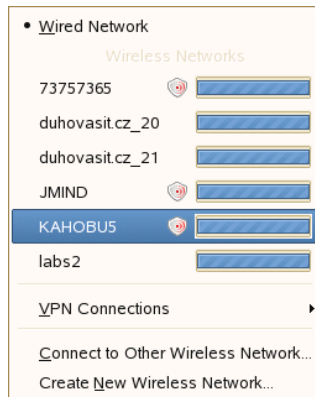 Wired Network
Wireless Networks
73757365
duhovasit.cz_20
duhovasit.cz_21
JMIND
KAHOBU5
labs2
VPN Connections
Connect to Other Wireless Network...
Create New Wireless Network...